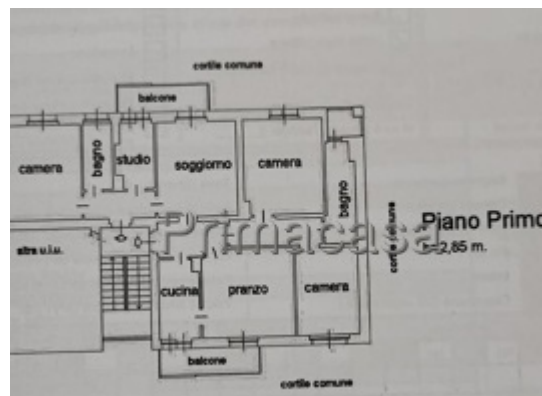 cortile comune
balcone
camera
bagno
studio
soggiorno
camera
bagno
cortile comune
Piano Primo
altra u.i.u.
Primacasa
2,85 m.
cucina
pranzo
camera
balcone
cortile comune